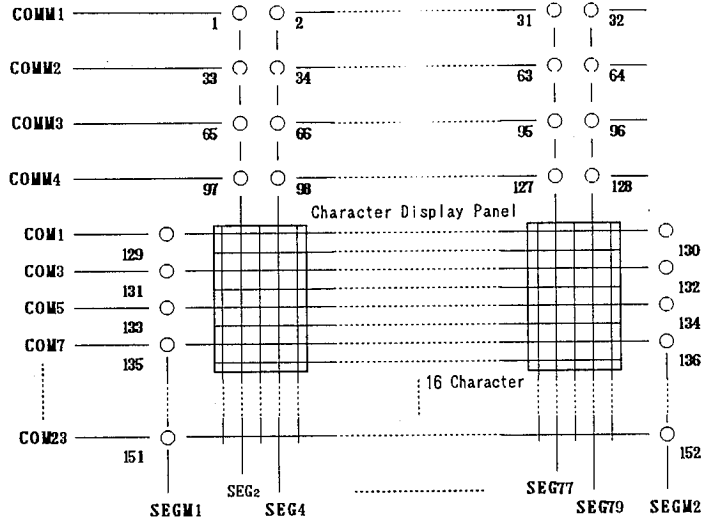 COMM1 1 2 31 32
COMM2 33 34 63 64
COMM3 65 66 95 96
COMM4 97 98 127 128
Character Display Panel
COM1 129 130
COM3 131 132
COM5 133 134
COM7 135 136
16 Character
COM23 151 152
SEGM1 SEG2 SEG4 SEG77 SEG79 SEGM2